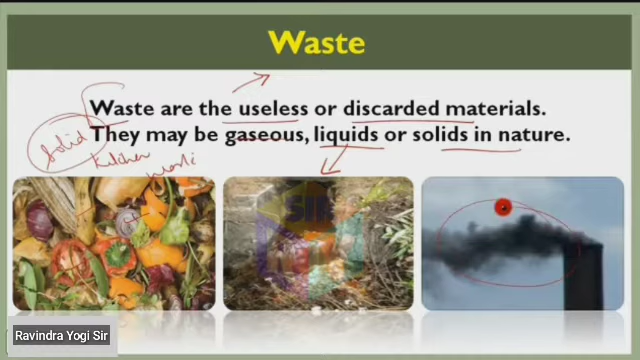 Waste
Waste are the useless or discarded materials.
They may be gaseous, liquids or solids in nature.
Solid
Kitchen
waste
Ravindra Yogi Sir